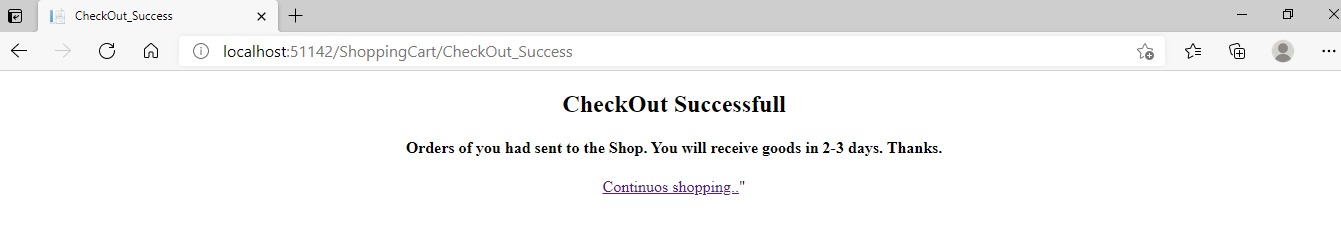 CheckOut_Success
localhost:51142/ShoppingCart/CheckOut_Success
CheckOut Successfull
Orders of you had sent to the Shop. You will receive goods in 2-3 days. Thanks.
Continuos shopping.."